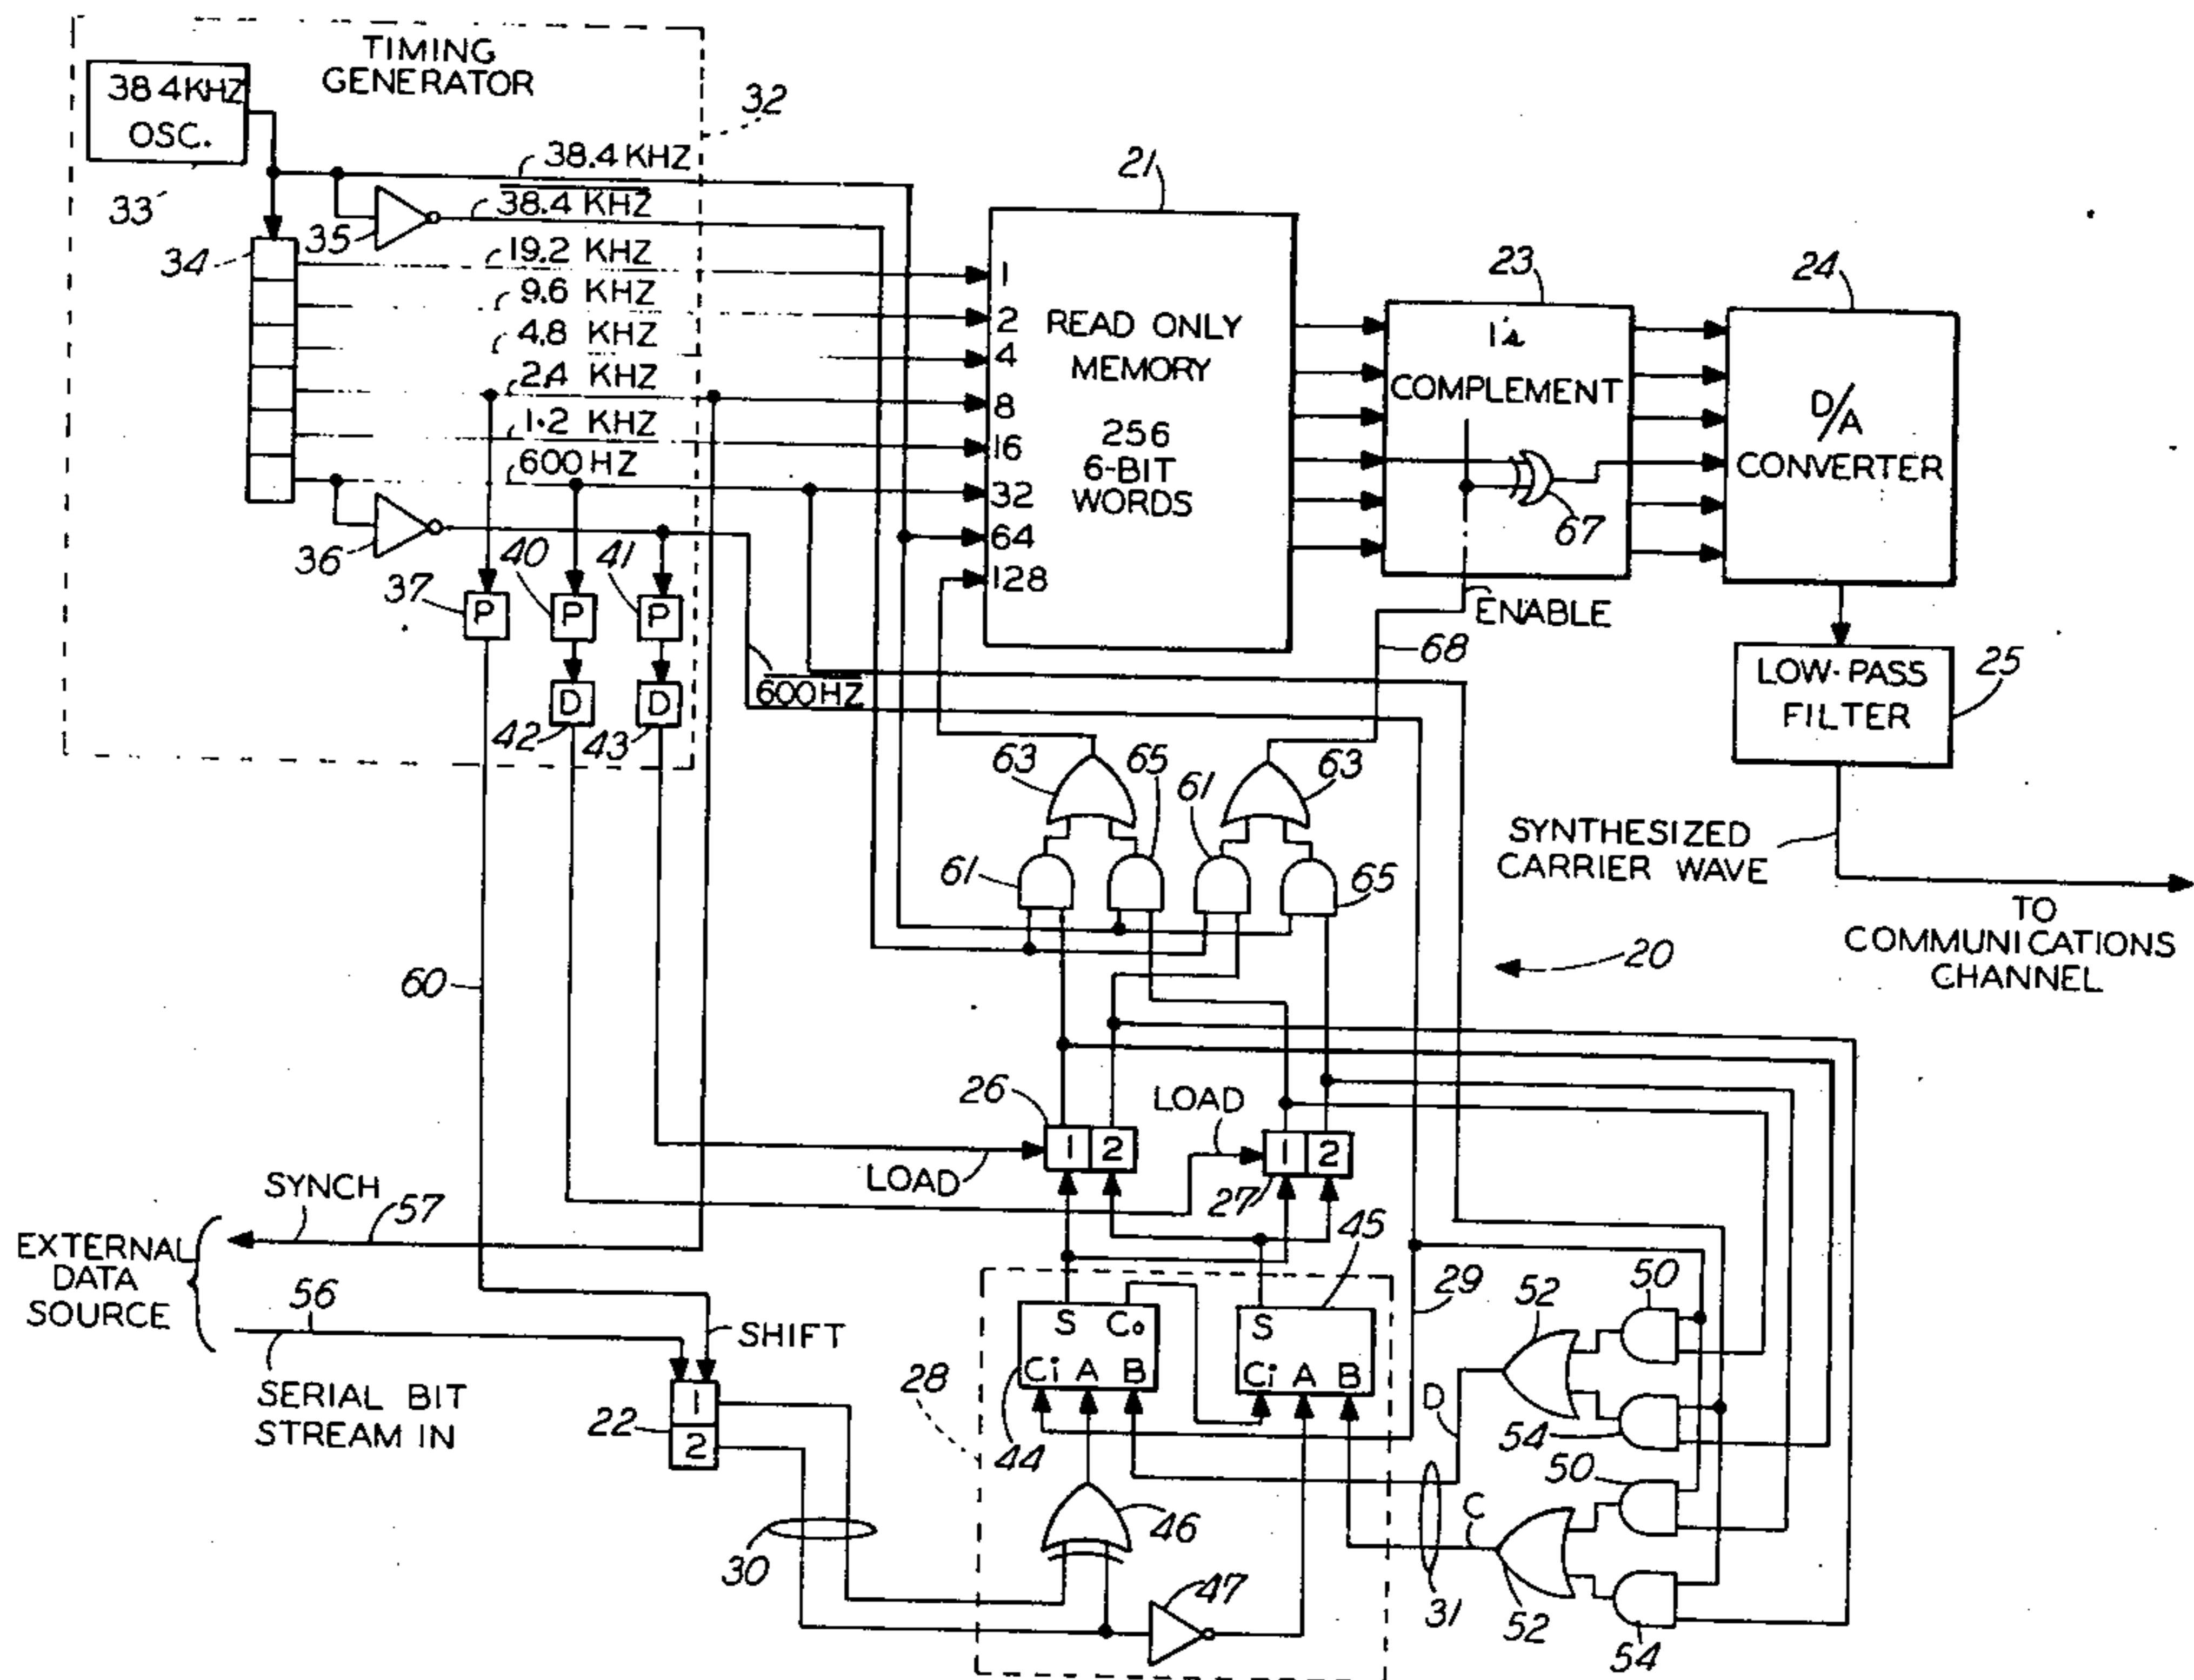 TIMING
GENERATOR
38.4KHZ
OSC.
32
33
38.4 KHZ
38.4 KHZ
34
35
19.2 KHZ
9.6 KHZ
4.8 KHZ
2.4 KHZ
1.2 KHZ
600 HZ
36
37
P
40
P
41
P
42
D
43
D
600 HZ
21
1
2
4
8
16
32
64
128
READ ONLY
MEMORY
256
6-BIT
WORDS
23
1's
COMPLEMENT
67
ENABLE
68
24
D/A
CONVERTER
LOW-PASS
FILTER
25
SYNTHESIZED
CARRIER WAVE
TO
COMMUNICATIONS
CHANNEL
20
63
65
61
63
61
65
60
26
1
2
LOAD
LOAD
1
2
27
45
SYNCH
57
EXTERNAL
DATA
SOURCE
56
SERIAL BIT
STREAM IN
SHIFT
22
1
2
30
28
S Co
Ci A B
44
S
Ci A B
46
47
29
D
C
31
52
50
54
50
52
54